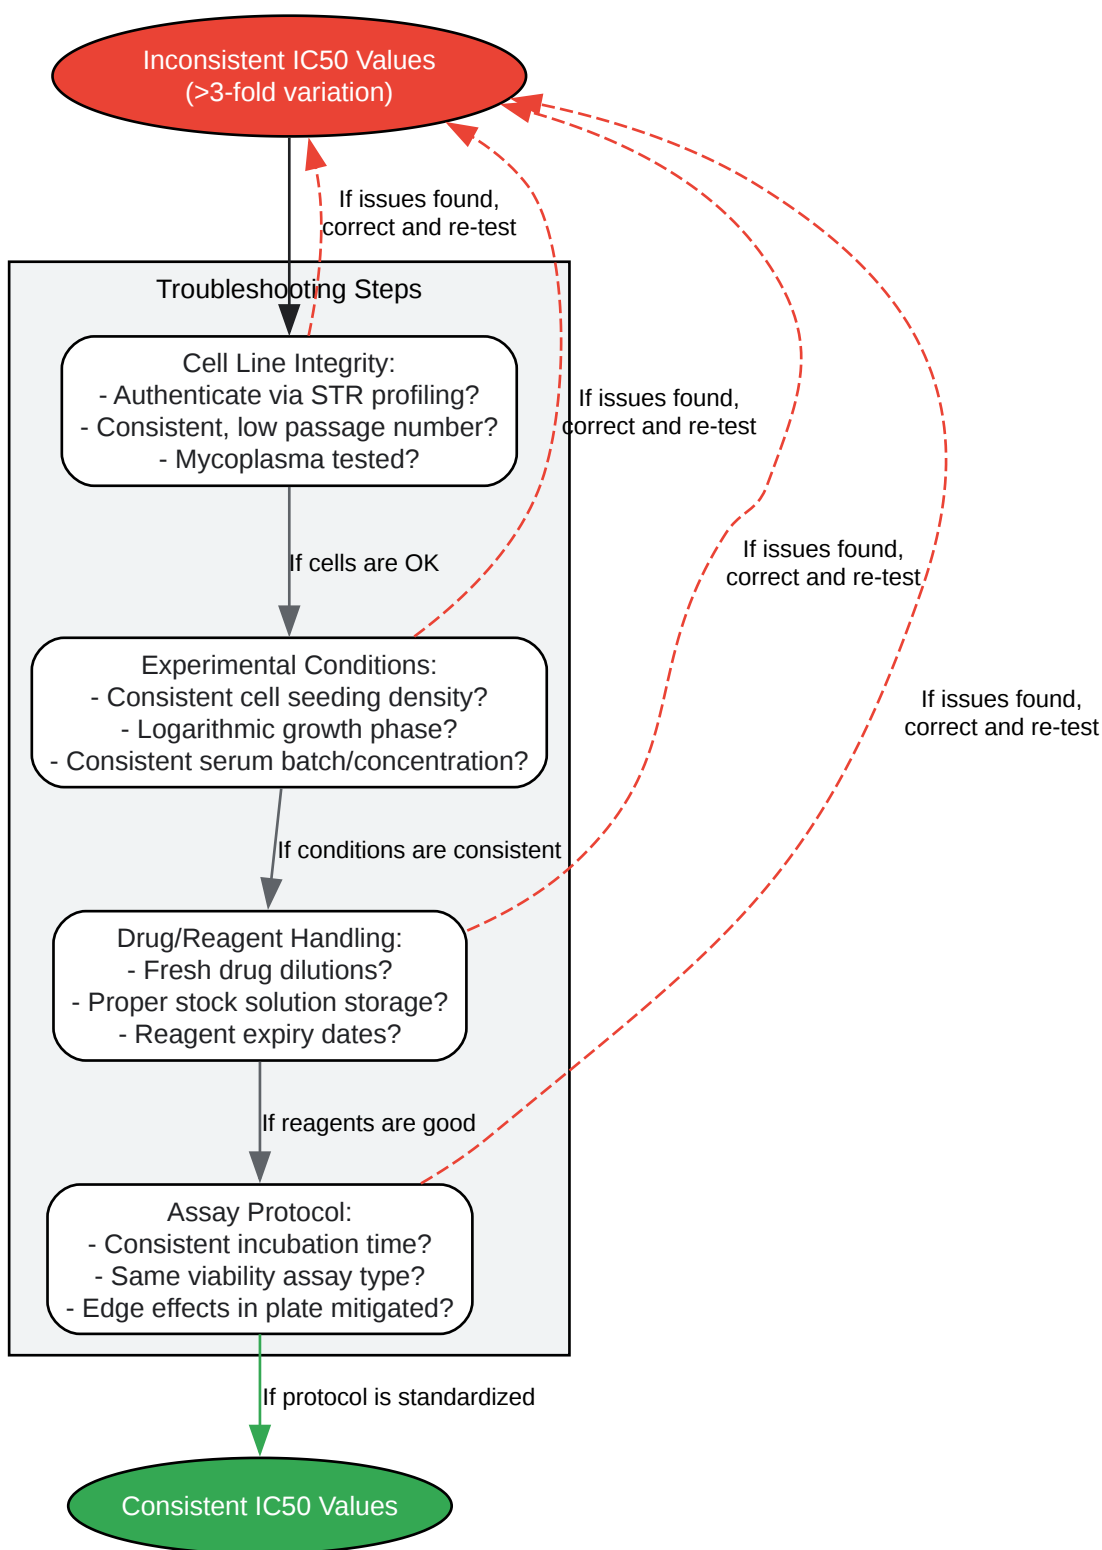 Inconsistent IC50 Values
(>3-fold variation)
If issues found,
correct and re-test
Troubleshooting Steps
Cell Line Integrity:
- Authenticate via STR profiling?
- Consistent, low passage number?
- Mycoplasma tested?
If issues found,
correct and re-test
If cells are OK
If issues found,
correct and re-test
Experimental Conditions:
- Consistent cell seeding density?
- Logarithmic growth phase?
- Consistent serum batch/concentration?
If issues found,
correct and re-test
If conditions are consistent
Drug/Reagent Handling:
- Fresh drug dilutions?
- Proper stock solution storage?
- Reagent expiry dates?
If reagents are good
Assay Protocol:
- Consistent incubation time?
- Same viability assay type?
- Edge effects in plate mitigated?
If protocol is standardized
Consistent IC50 Values